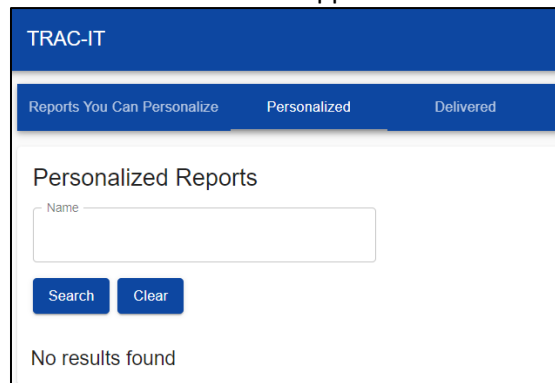 TRAC-IT
Reports You Can Personalize Personalized Delivered
Personalized Reports
Name
Search Clear
No results found